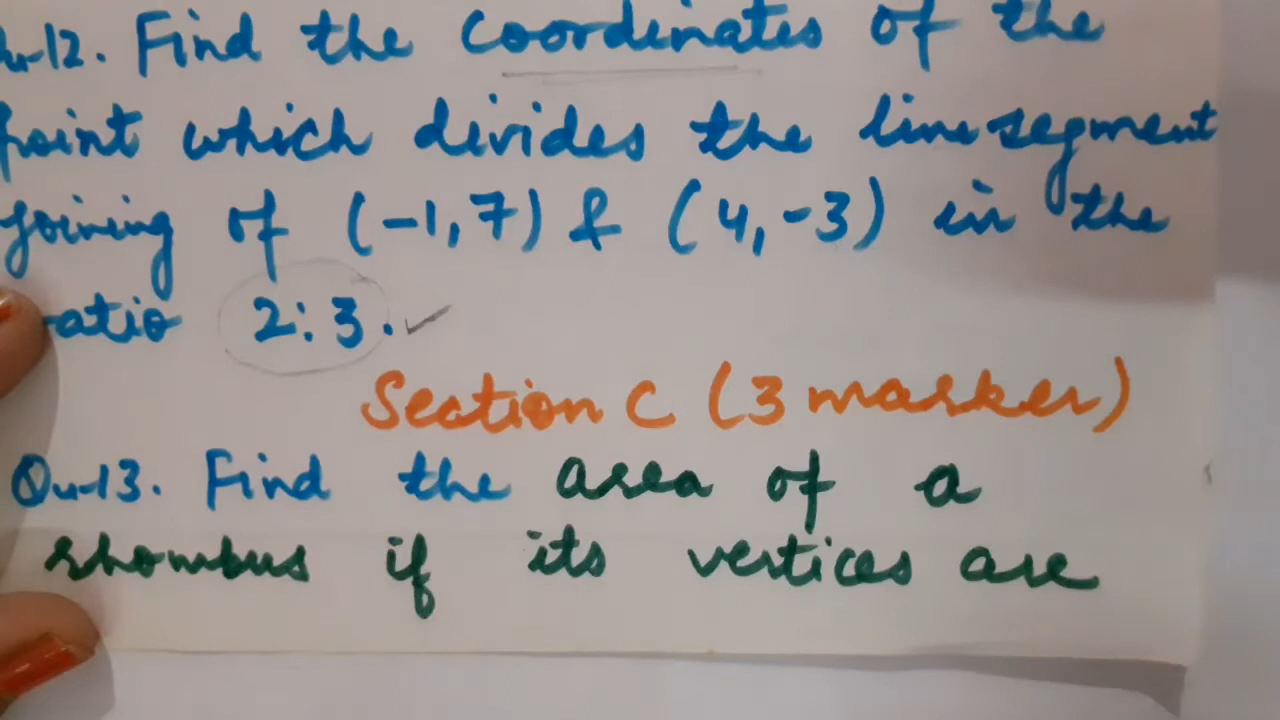 Qu-12. Find the coordinates of the
point which divides the line segment
joining of (-1,7) & (4,-3) in the
ratio 2:3.
Section C (3 marker)
Qu-13. Find the area of a
rhombus if its vertices are